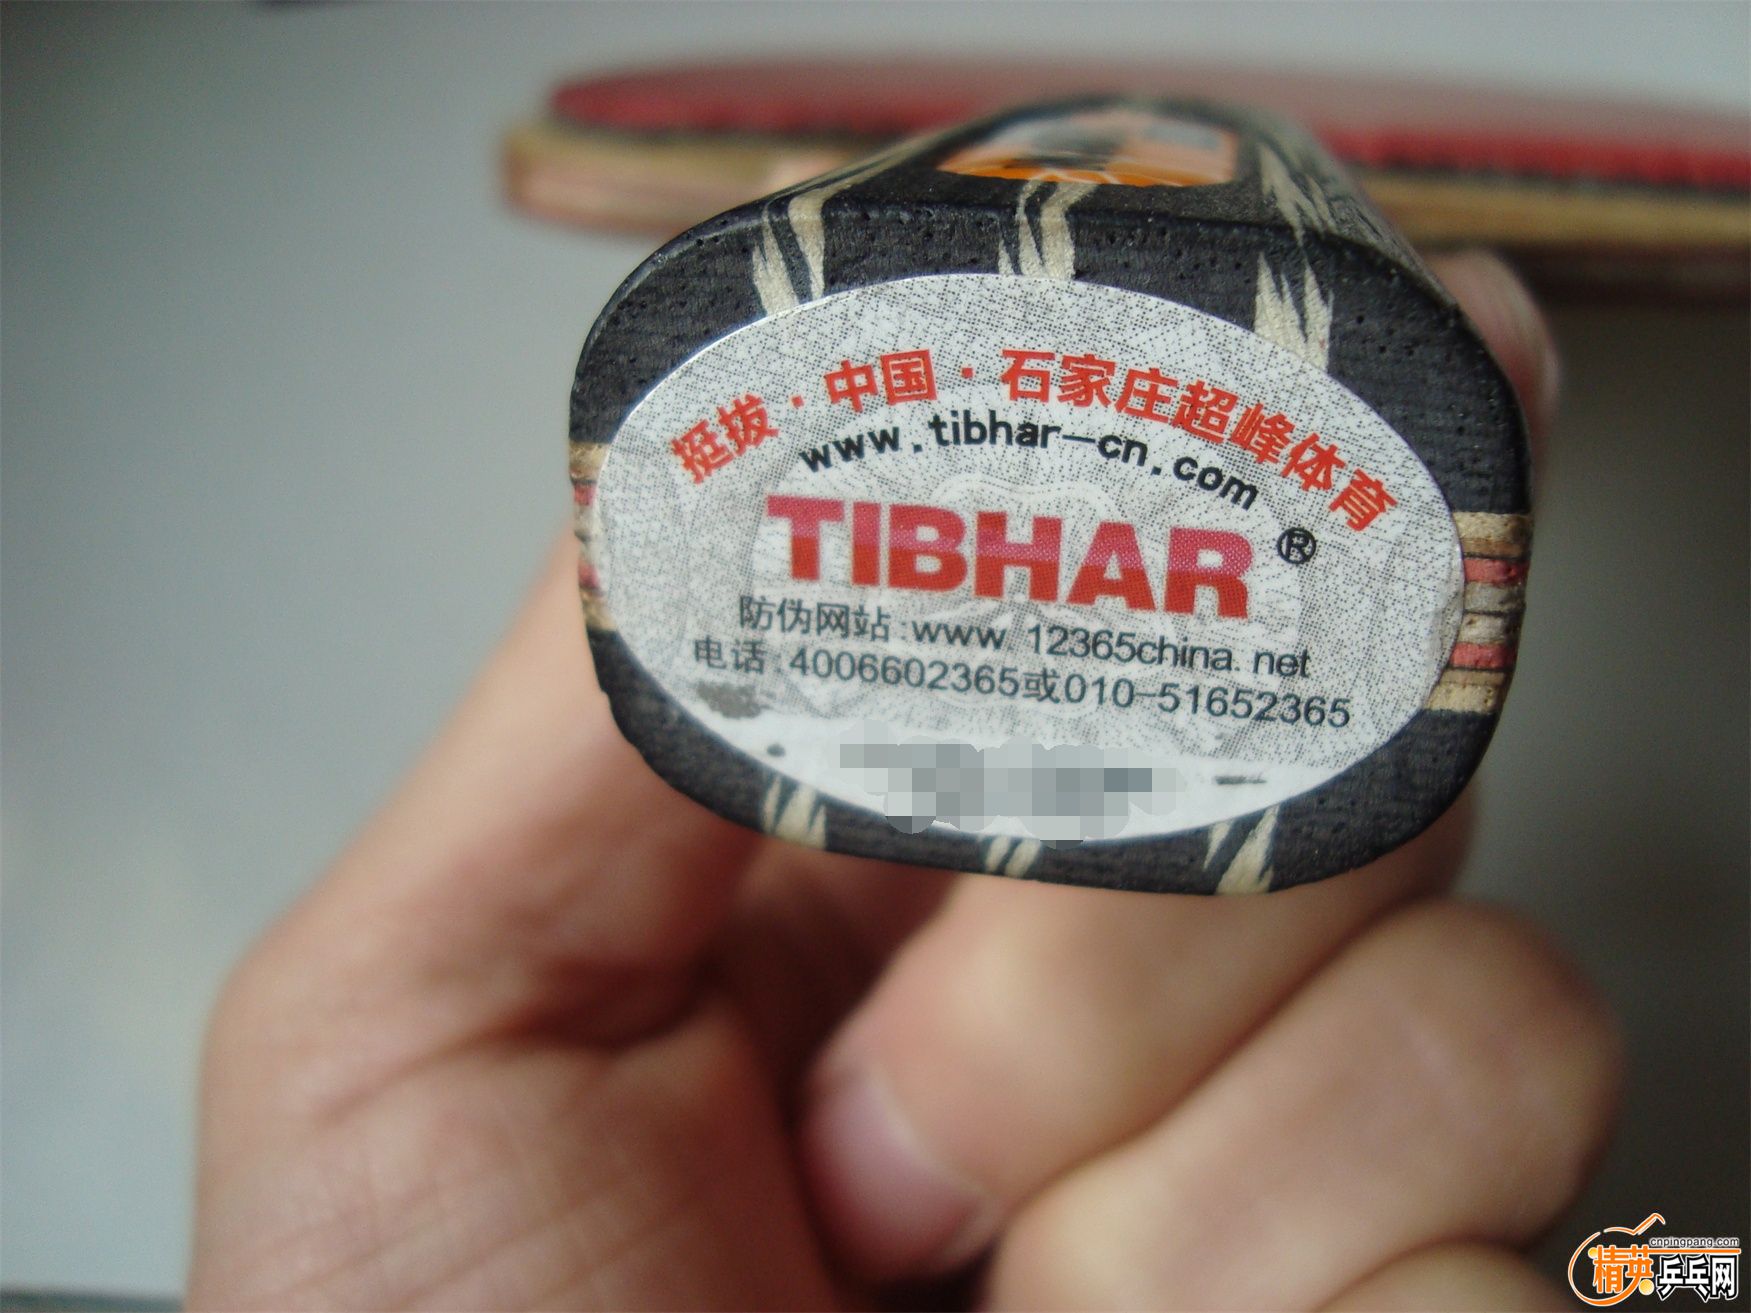 挺拔·中国·石家庄超峰体育
www.tibhar-cn.com
TIBHAR®
防伪网站:www.12365china.net
电话:4006602365或010-51652365
cnpingpang.com
精英乒乓网